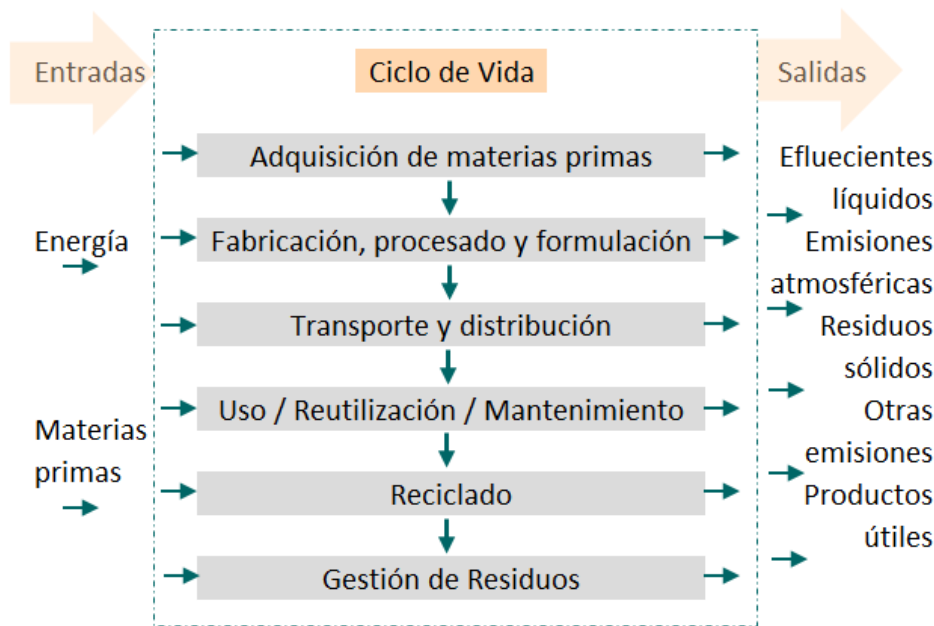 Entradas
Ciclo de Vida
Salidas
Adquisición de materias primas
Fabricación, procesado y formulación
Transporte y distribución
Uso / Reutilización / Mantenimiento
Reciclado
Gestión de Residuos
Energía
Materias
primas
Efluecientes
líquidos
Emisiones
atmosféricas
Residuos
sólidos
Otras
emisiones
Productos
útiles